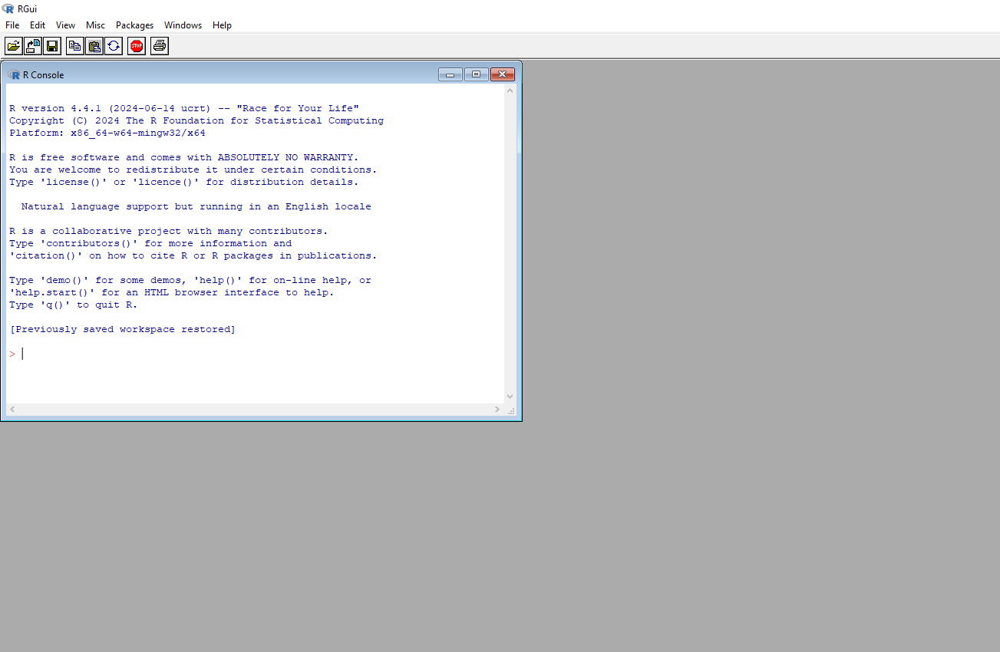 RGui
File Edit View Misc Packages Windows Help
STOP
R Console
R version 4.4.1 (2024-06-14 ucrt) -- "Race for Your Life"
Copyright (C) 2024 The R Foundation for Statistical Computing
Platform: x86_64-w64-mingw32/x64
R is free software and comes with ABSOLUTELY NO WARRANTY.
You are welcome to redistribute it under certain conditions.
Type 'license()' or 'licence()' for distribution details.
Natural language support but running in an English locale
R is a collaborative project with many contributors.
Type 'contributors()' for more information and
'citation()' on how to cite R or R packages in publications.
Type 'demo()' for some demos, 'help()' for on-line help, or
'help.start()' for an HTML browser interface to help.
Type 'q()' to quit R.
[Previously saved workspace restored]
>